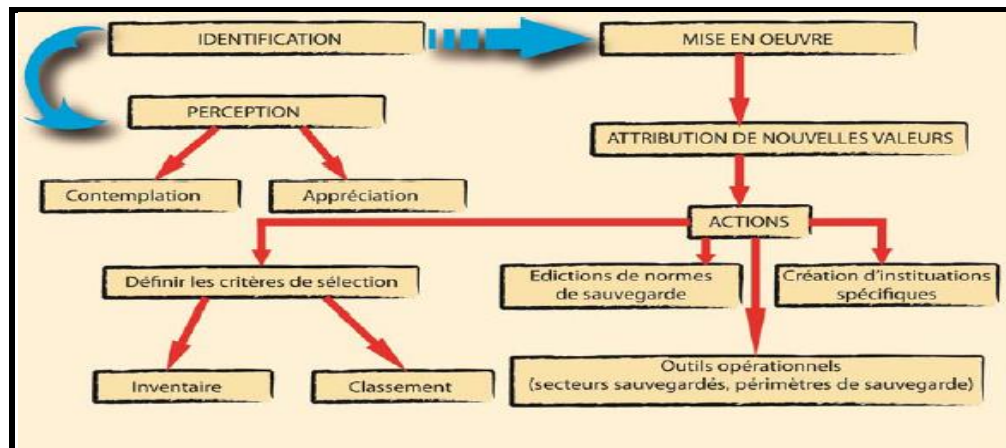 IDENTIFICATION
MISE EN OEUVRE
PERCEPTION
ATTRIBUTION DE NOUVELLES VALEURS
Contemplation
Appréciation
ACTIONS
Définir les critères de sélection
Edictions de normes
de sauvegarde
Création d'instituations
spécifiques
Inventaire
Classement
Outils opérationnels
(secteurs sauvegardés, périmètres de sauvegarde)